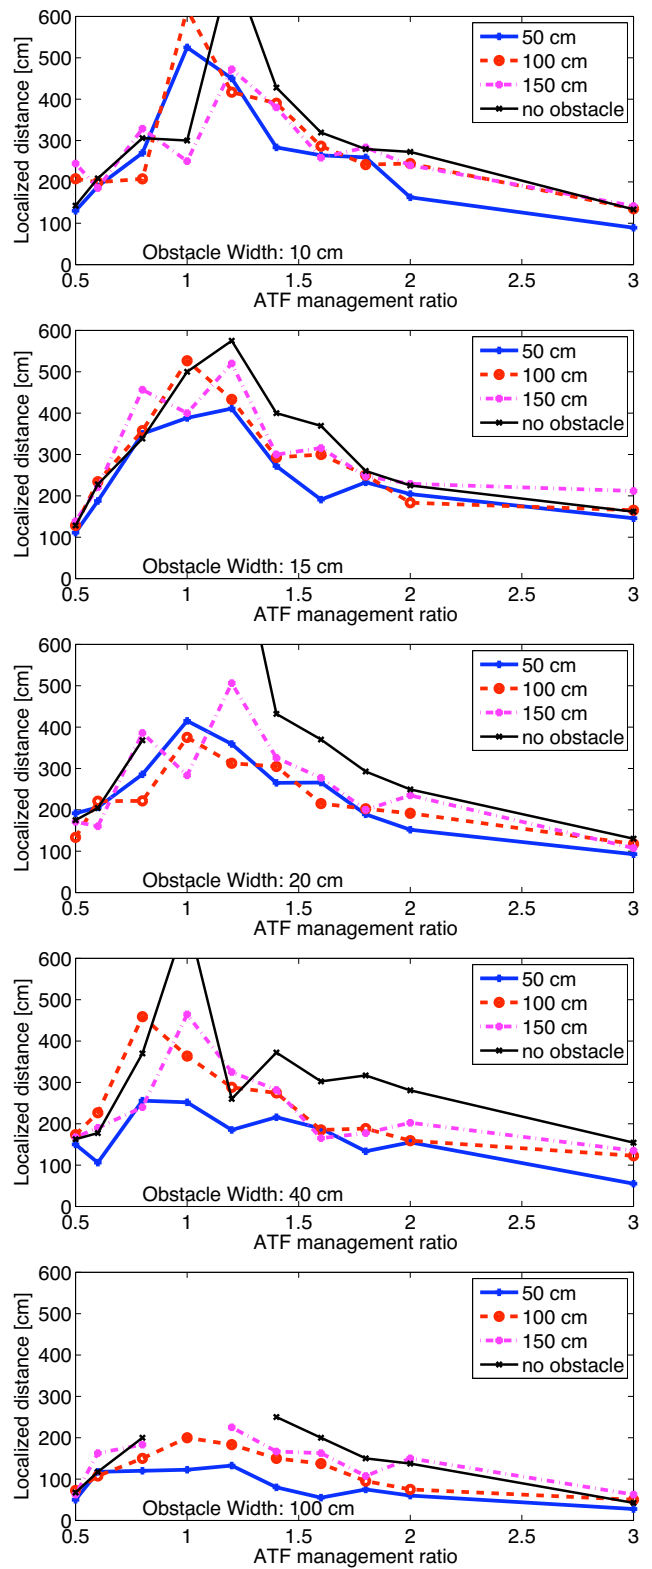 600
500
400
300
200
100
0
Localized distance [cm]
50 cm
100 cm
150 cm
no obstacle
Obstacle Width: 10 cm
0.5 1 1.5 2 2.5 3
ATF management ratio
600
500
400
300
200
100
0
Localized distance [cm]
50 cm
100 cm
150 cm
no obstacle
Obstacle Width: 15 cm
0.5 1 1.5 2 2.5 3
ATF management ratio
600
500
400
300
200
100
0
Localized distance [cm]
50 cm
100 cm
150 cm
no obstacle
Obstacle Width: 20 cm
0.5 1 1.5 2 2.5 3
ATF management ratio
600
500
400
300
200
100
0
Localized distance [cm]
50 cm
100 cm
150 cm
no obstacle
Obstacle Width: 40 cm
0.5 1 1.5 2 2.5 3
ATF management ratio
600
500
400
300
200
100
0
Localized distance [cm]
50 cm
100 cm
150 cm
no obstacle
Obstacle Width: 100 cm
0.5 1 1.5 2 2.5 3
ATF management ratio